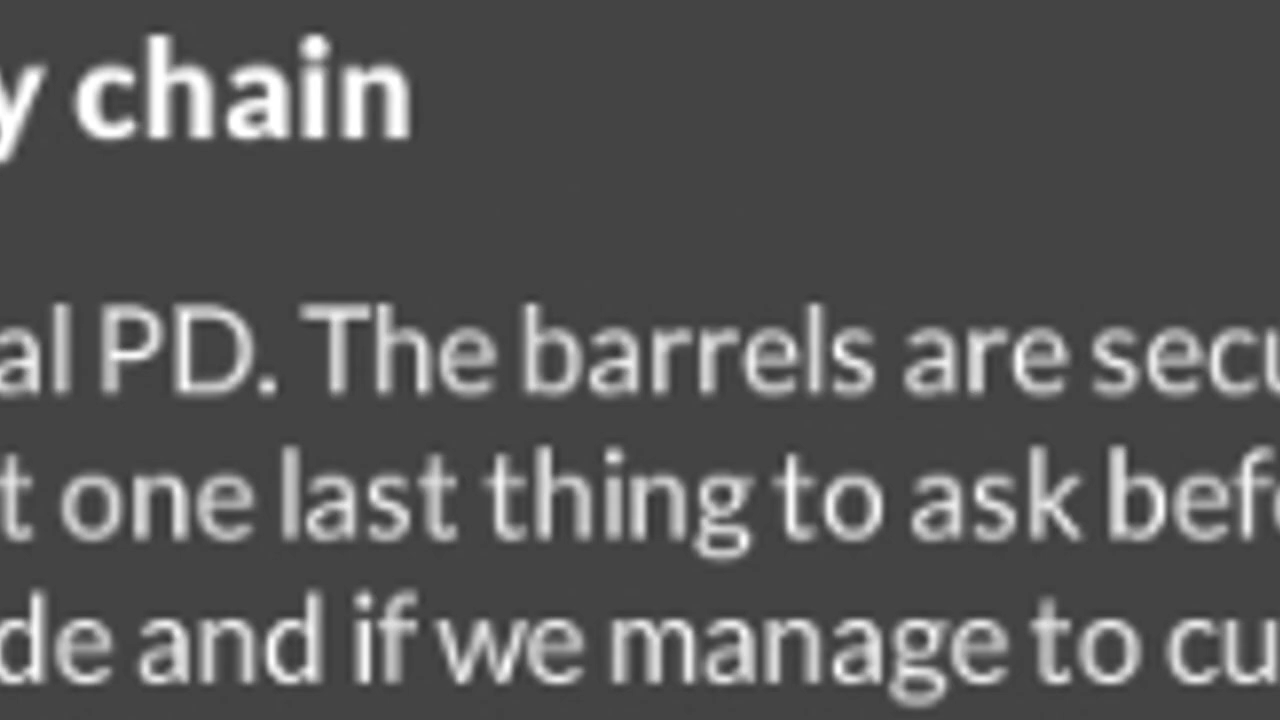 y chain
al PD. The barrels are secu
t one last thing to ask befo
de and if we manage to cu